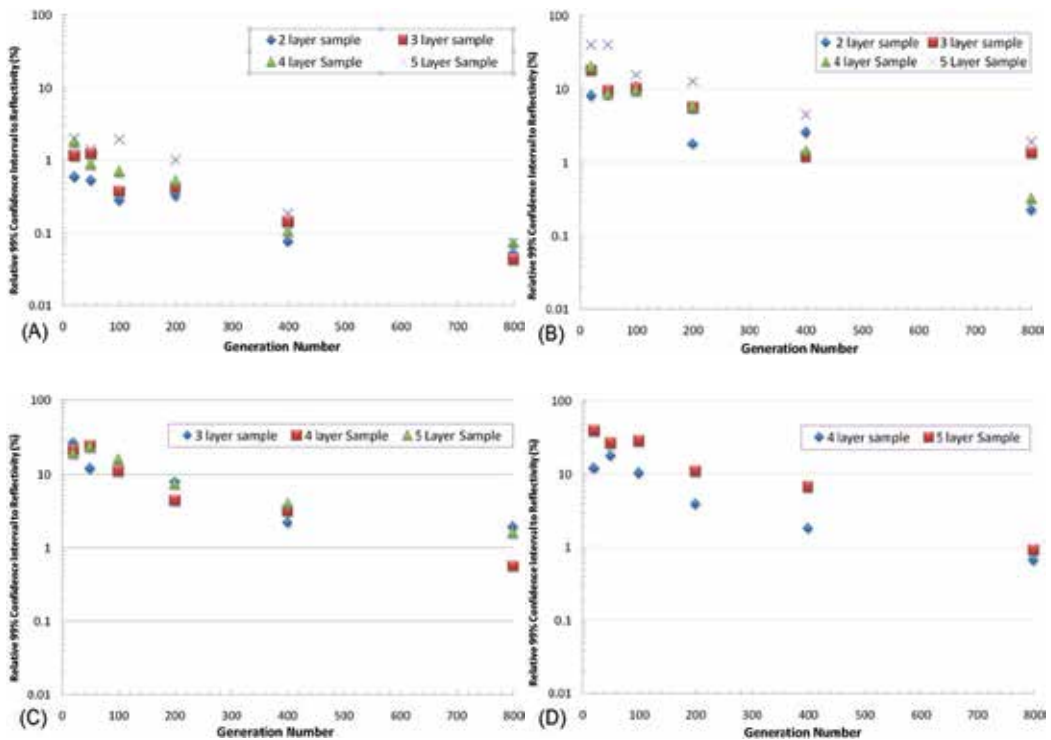 Relative 99% Confidence Interval to Reflectivity (%)
100
10
1
0.1
0.01
2 layer sample
3 layer sample
4 layer Sample
5 Layer Sample
0 100 200 300 400 500 600 700 800
Generation Number
(A)
Relative 99% Confidence Interval to Reflectivity (%)
100
10
1
0.1
0.01
2 layer sample
3 layer sample
4 layer Sample
5 Layer Sample
0 100 200 300 400 500 600 700 800
Generation Number
(B)
Relative 99% Confidence Interval to Reflectivity (%)
100
10
1
0.1
0.01
3 layer sample
4 layer Sample
5 Layer Sample
0 100 200 300 400 500 600 700 800
Generation Number
(C)
Relative 99% Confidence Interval to Reflectivity (%)
100
10
1
0.1
0.01
4 layer sample
5 layer Sample
0 100 200 300 400 500 600 700 800
Generation Number
(D)